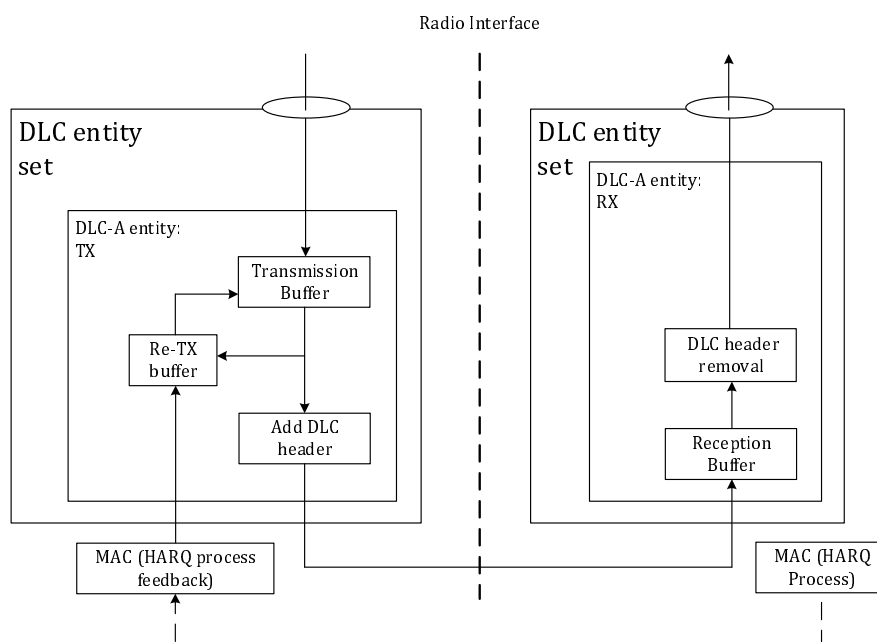 Radio Interface
DLC entity
set
DLC-A entity:
TX
Transmission
Buffer
Re-TX
buffer
Add DLC
header
MAC (HARQ process
feedback)
DLC entity
set
DLC-A entity:
RX
DLC header
removal
Reception
Buffer
MAC (HARQ
Process)